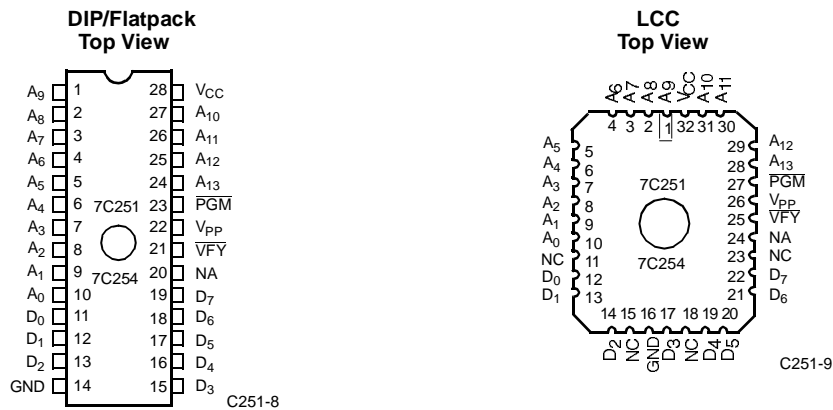 DIP/Flatpack
Top View
A9 1 28 VCC
A8 2 27 A10
A7 3 26 A11
A6 4 25 A12
A5 5 24 A13
A4 6 7C251 23 PGM
A3 7 22 VPP
A2 8 21 VFY
A1 9 7C254 20 NA
A0 10 19 D7
D0 11 18 D6
D1 12 17 D5
D2 13 16 D4
GND 14 15 D3
C251-8
LCC
Top View
A6 A7 A8 A9 VCC A10 A11
4 3 2 1 32 31 30
A5 5 29 A12
A4 6 28 A13
A3 7 7C251 27 PGM
A2 8 26 VPP
A1 9 25 VFY
A0 10 24 NA
NC 11 7C254 23 NC
D0 12 22 D7
D1 13 21 D6
14 15 16 17 18 19 20
D2 NC GND D3 NC D4 D5
C251-9